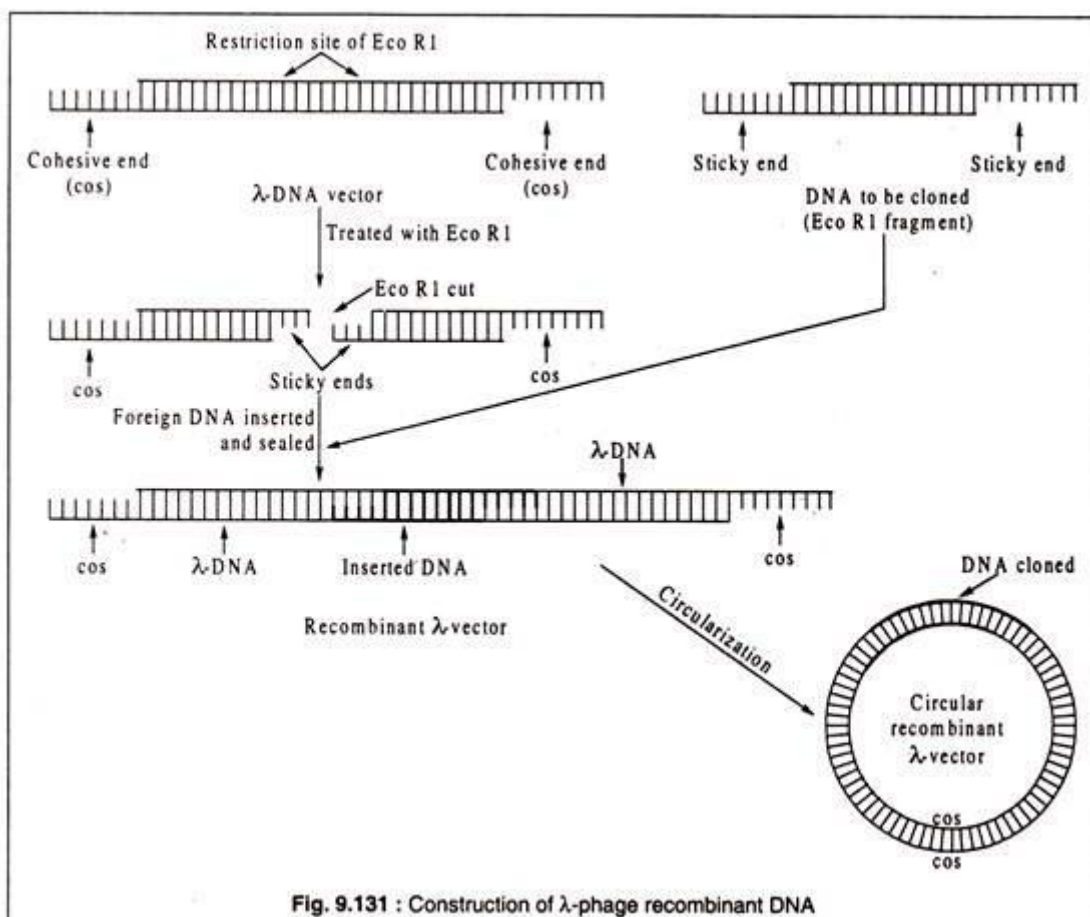 Restriction site of Eco R1
Cohesive end
(cos)
Cohesive end
(cos)
Sticky end
Sticky end
λ-DNA vector
DNA to be cloned
(Eco R1 fragment)
Treated with Eco R1
Eco R1 cut
cos
Sticky ends
cos
Foreign DNA inserted
and sealed
λ-DNA
cos
λ-DNA
Inserted DNA
cos
Recombinant λ-vector
Circularization
DNA cloned
Circular
recombinant
λ-vector
cos
cos
Fig. 9.131 : Construction of λ-phage recombinant DNA